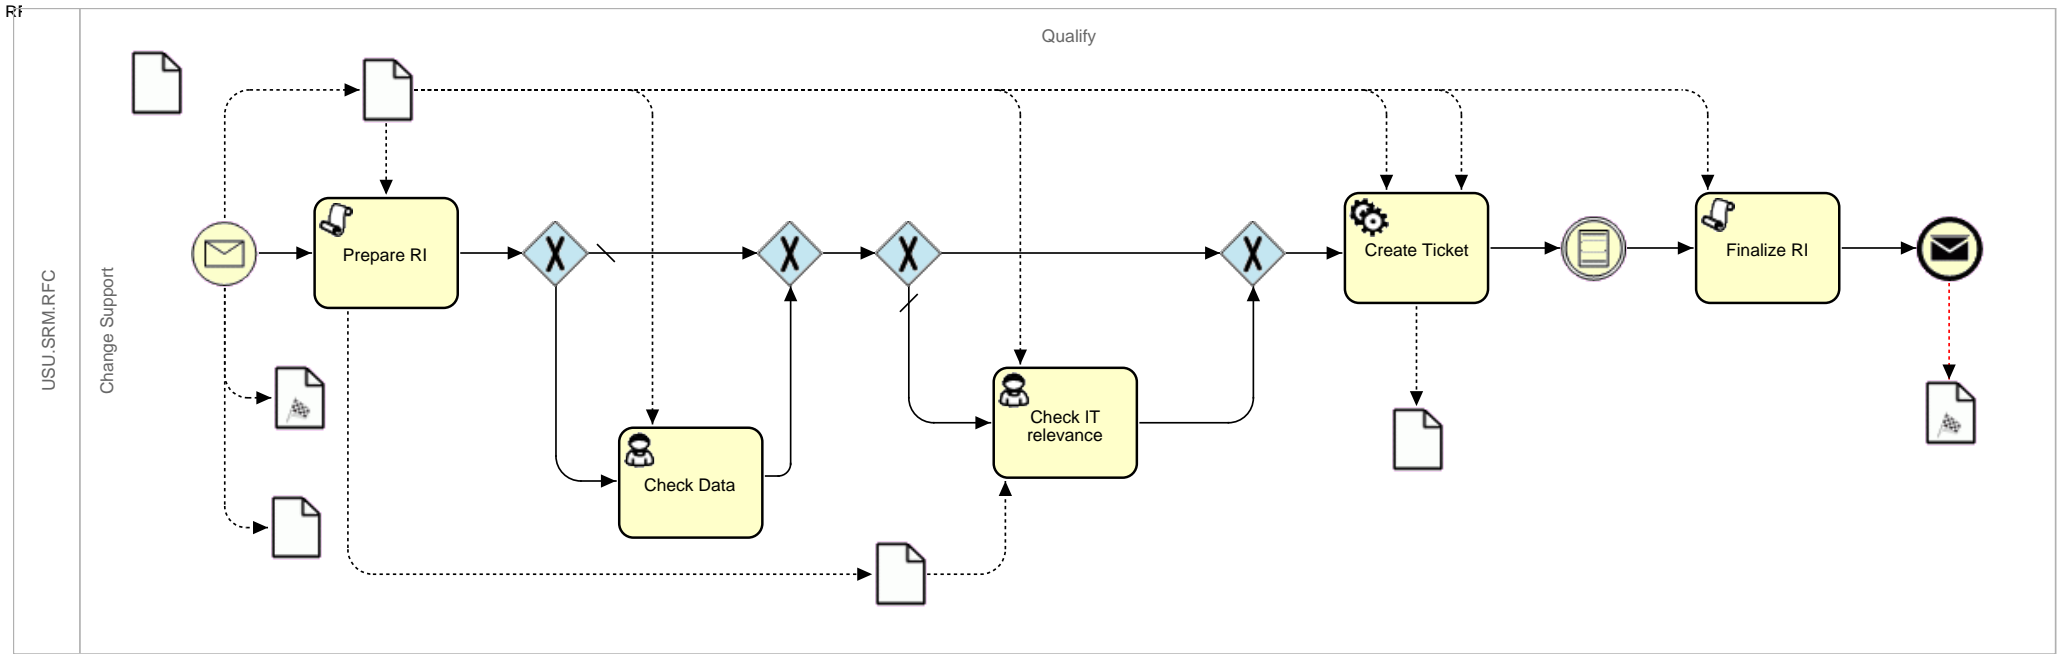 Qualify
USU.SRM.RFC
Change Support
Prepare RI
Check Data
Check IT
relevance
Create Ticket
Finalize RI